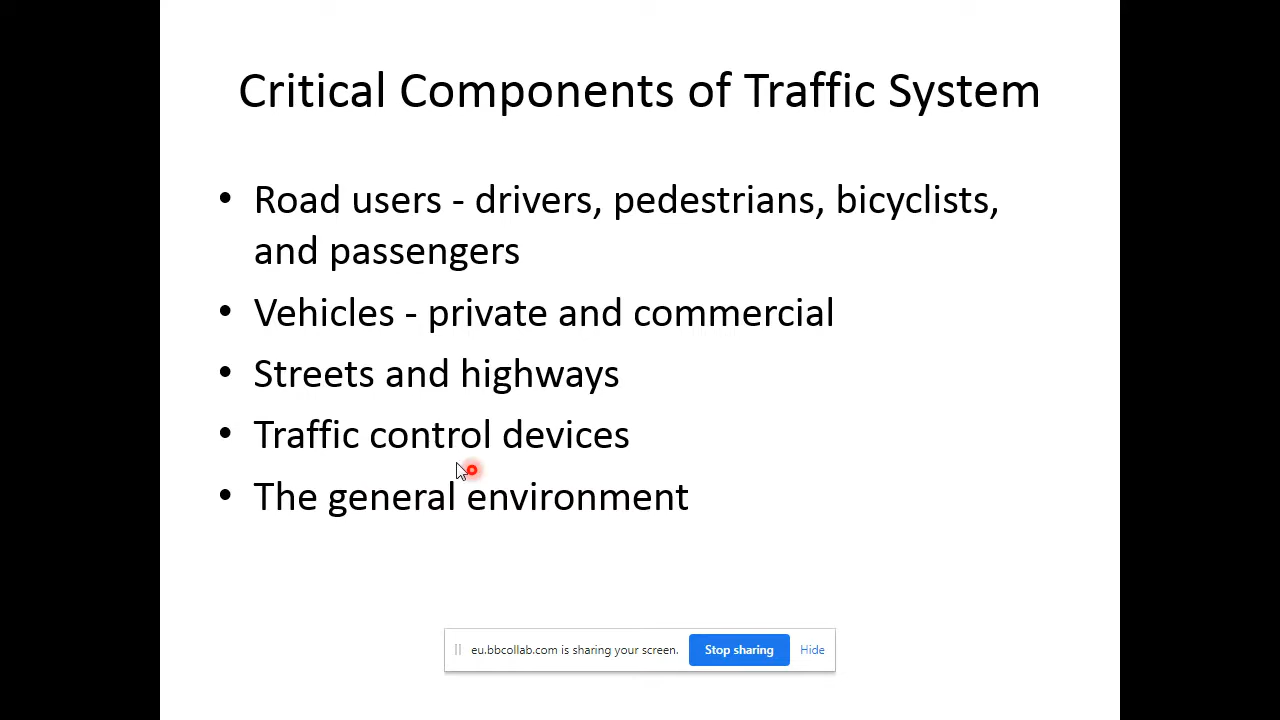 Critical Components of Traffic System
• Road users - drivers, pedestrians, bicyclists,
and passengers
• Vehicles - private and commercial
• Streets and highways
• Traffic control devices
• The general environment
eu.bbcollab.com is sharing your screen. Stop sharing Hide